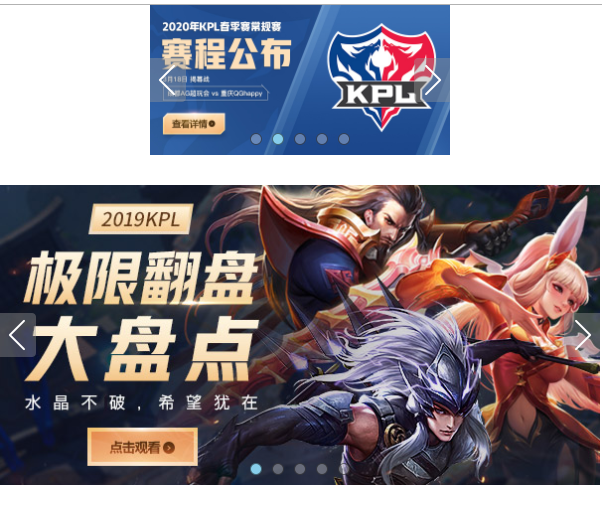 2020年KPL春季赛常规赛
赛程公布
月18日 揭幕战
AG超玩会 vs 重庆QGhappy
查看详情
KPL
2019KPL
极限翻盘
大盘点
水晶不破，希望犹在
点击观看